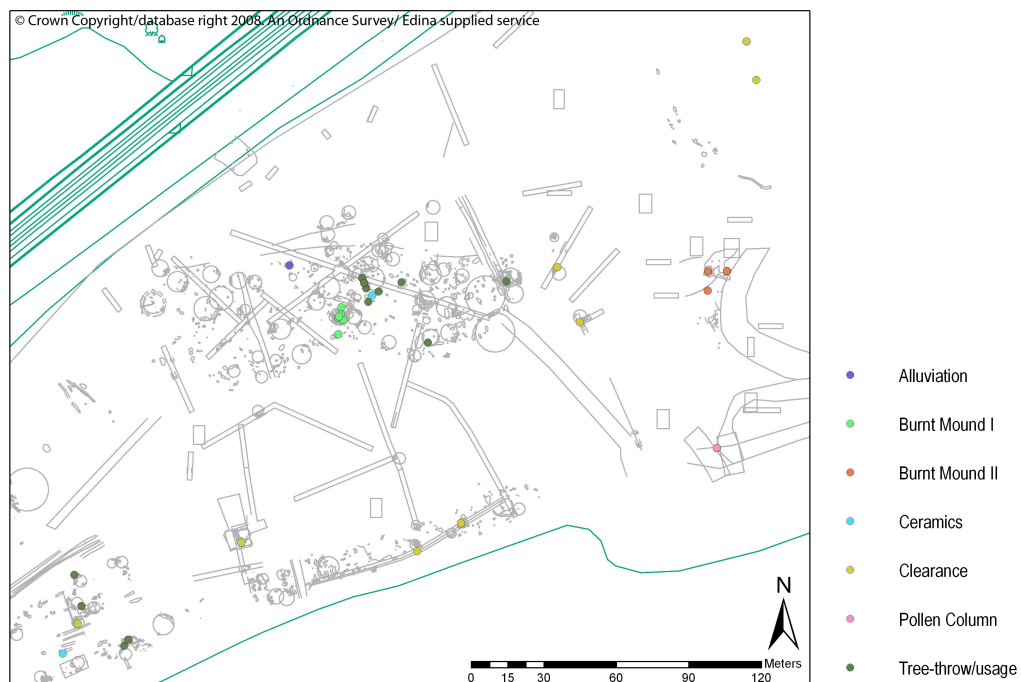 © Crown Copyright/database right 2008. An Ordnance Survey/ Edina supplied service
Alluviation
Burnt Mound I
Burnt Mound II
Ceramics
Clearance
Pollen Column
Tree-throw/usage
N
Meters
0 15 30 60 90 120